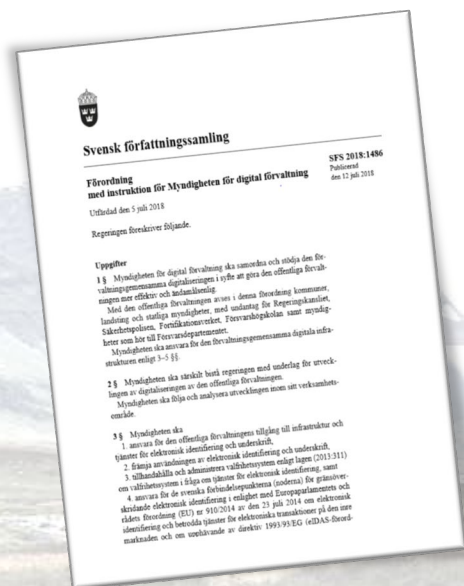 Svensk författningssamling
Förordning
med instruktion för Myndigheten för digital förvaltning
SFS 2018:1486
Publicerad
den 12 juli 2018
Utfärdad den 5 juli 2018
Regeringen föreskriver följande.
Uppgifter
1 § Myndigheten för digital förvaltning ska samordna och stödja den för-
valtningsgemensamma digitaliseringen i syfte att göra den offentliga förvalt-
ningen mer effektiv och ändamålsenlig.
Med den offentliga förvaltningen avses i denna förordning kommuner,
landsting och statliga myndigheter, med undantag för Regeringskansliet,
Säkerhetspolisen, Fortifikationsverket, Försvarshögskolan samt myndig-
heter som hör till Försvarsdepartementet.
Myndigheten ska ansvara för den förvaltningsgemensamma digitala infra-
strukturen enligt 3–5 §§.
2 § Myndigheten ska särskilt bistå regeringen med underlag för utveck-
lingen av digitaliseringen av den offentliga förvaltningen.
Myndigheten ska följa och analysera utvecklingen inom sitt verksamhets-
område.
3 § Myndigheten ska
1. ansvara för den offentliga förvaltningens tillgång till infrastruktur och
tjänster för elektronisk identifiering och underskrift,
2. främja användningen av elektronisk identifiering och underskrift,
3. tillhandahålla och administrera valfrihetssystem enligt lagen (2013:311)
om valfrihetssystem i fråga om tjänster för elektronisk identifiering, samt
4. ansvara för de svenska förbindelsepunkterna (noderna) för gränsöver-
skridande elektronisk identifiering i enlighet med Europaparlamentets och
rådets förordning (EU) nr 910/2014 av den 23 juli 2014 om elektronisk
identifiering och betrodda tjänster för elektroniska transaktioner på den inre
marknaden och om upphävande av direktiv 1993/93/EG (eIDAS-förord-